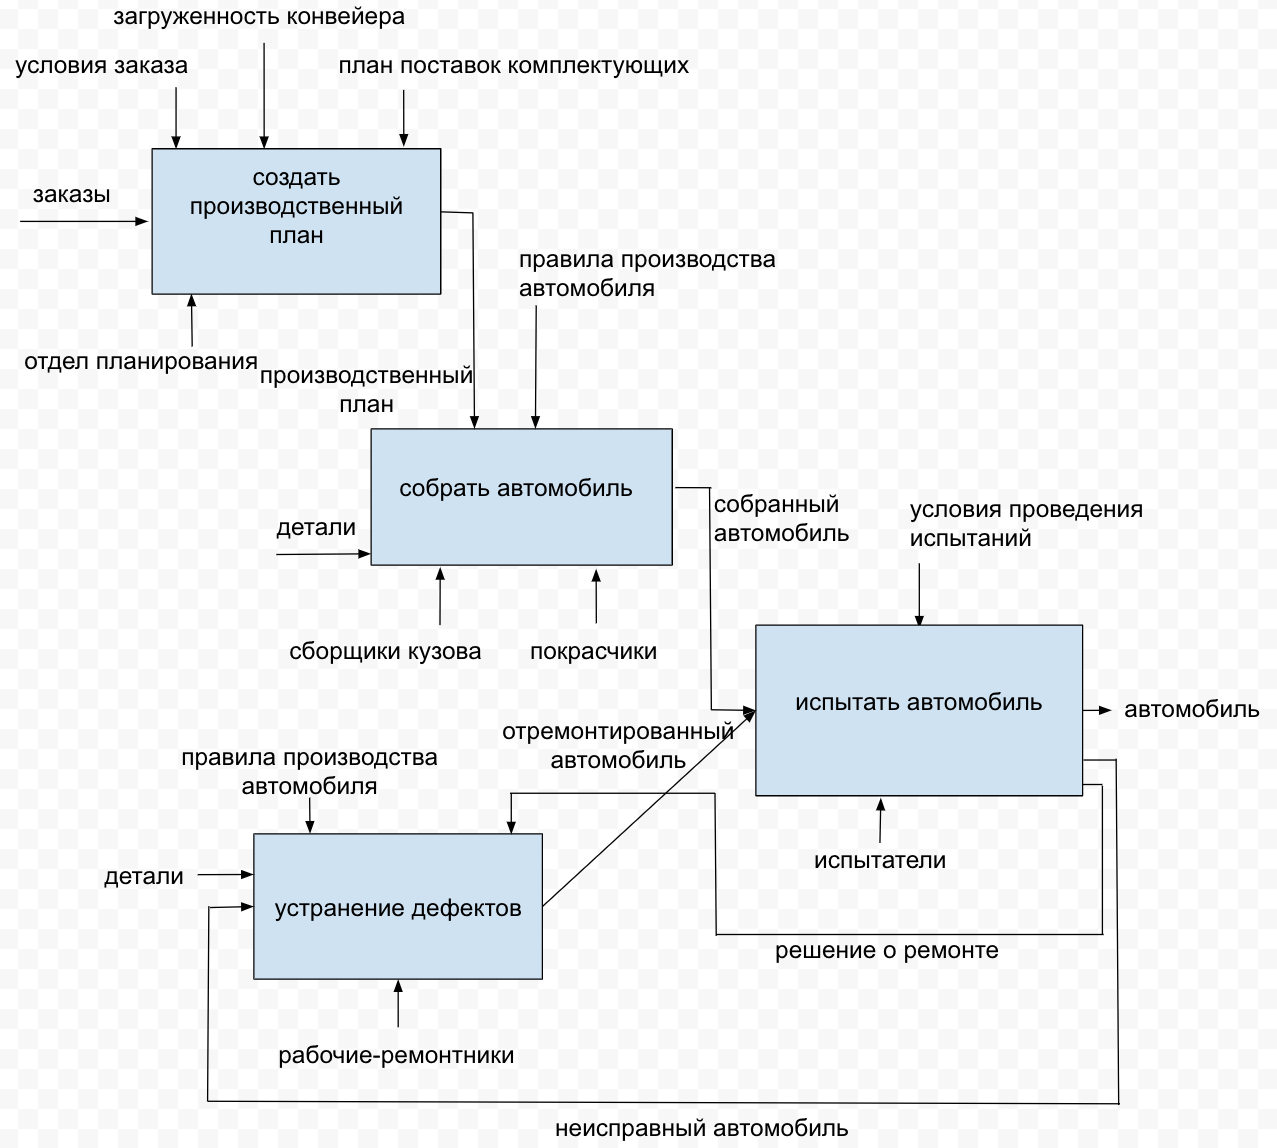 загруженность конвейера
условия заказа
план поставок комплектующих
создать
производственный
план
заказы
правила производства
автомобиля
отдел планирования
производственный
план
собрать автомобиль
собранный
автомобиль
условия проведения
испытаний
детали
сборщики кузова
покрасчики
испытать автомобиль
автомобиль
отремонтированный
автомобиль
правила производства
автомобиля
испытатели
детали
устранение дефектов
решение о ремонте
рабочие-ремонтники
неисправный автомобиль